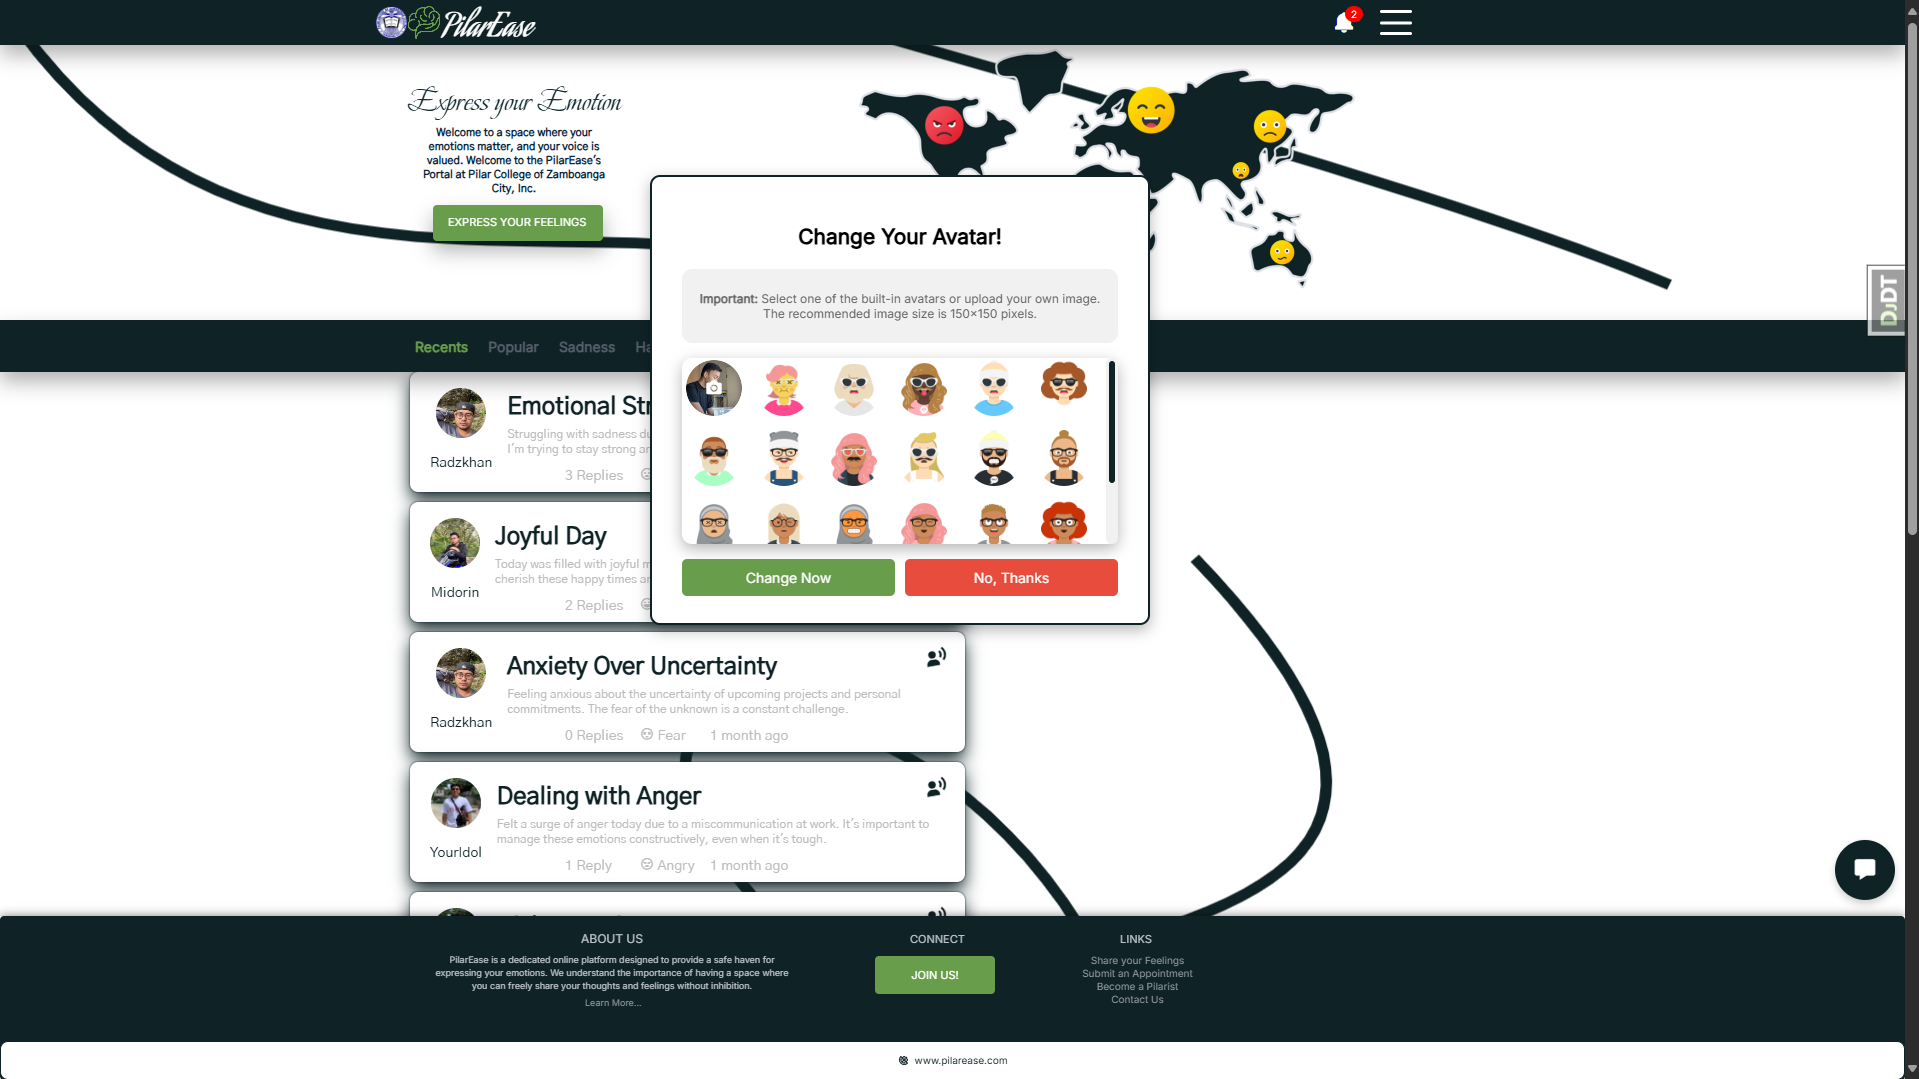 PilarEase
2
Express your Emotion
Welcome to a space where your
emotions matter, and your voice is
valued. Welcome to the PilarEase's
Portal at Pilar College of Zamboanga
City, Inc.
EXPRESS YOUR FEELINGS
DJDT
Change Your Avatar!
Important: Select one of the built-in avatars or upload your own image.
The recommended image size is 150x150 pixels.
Change Now
No, Thanks
Recents Popular Sadness Ha
Emotional Str
Struggling with sadness du
I'm trying to stay strong an
Radzkhan
3 Replies
Joyful Day
Today was filled with joyful m
cherish these happy times an
Midorin
2 Replies
Anxiety Over Uncertainty
Feeling anxious about the uncertainty of upcoming projects and personal
commitments. The fear of the unknown is a constant challenge.
Radzkhan
0 Replies Fear 1 month ago
Dealing with Anger
Felt a surge of anger today due to a miscommunication at work. It's important to
manage these emotions constructively, even when it's tough.
YourIdol
1 Reply Angry 1 month ago
ABOUT US
PilarEase is a dedicated online platform designed to provide a safe haven for
expressing your emotions. We understand the importance of having a space where
you can freely share your thoughts and feelings without inhibition.
Learn More...
CONNECT
JOIN US!
LINKS
Share your Feelings
Submit an Appointment
Become a Pilarist
Contact Us
www.pilarease.com